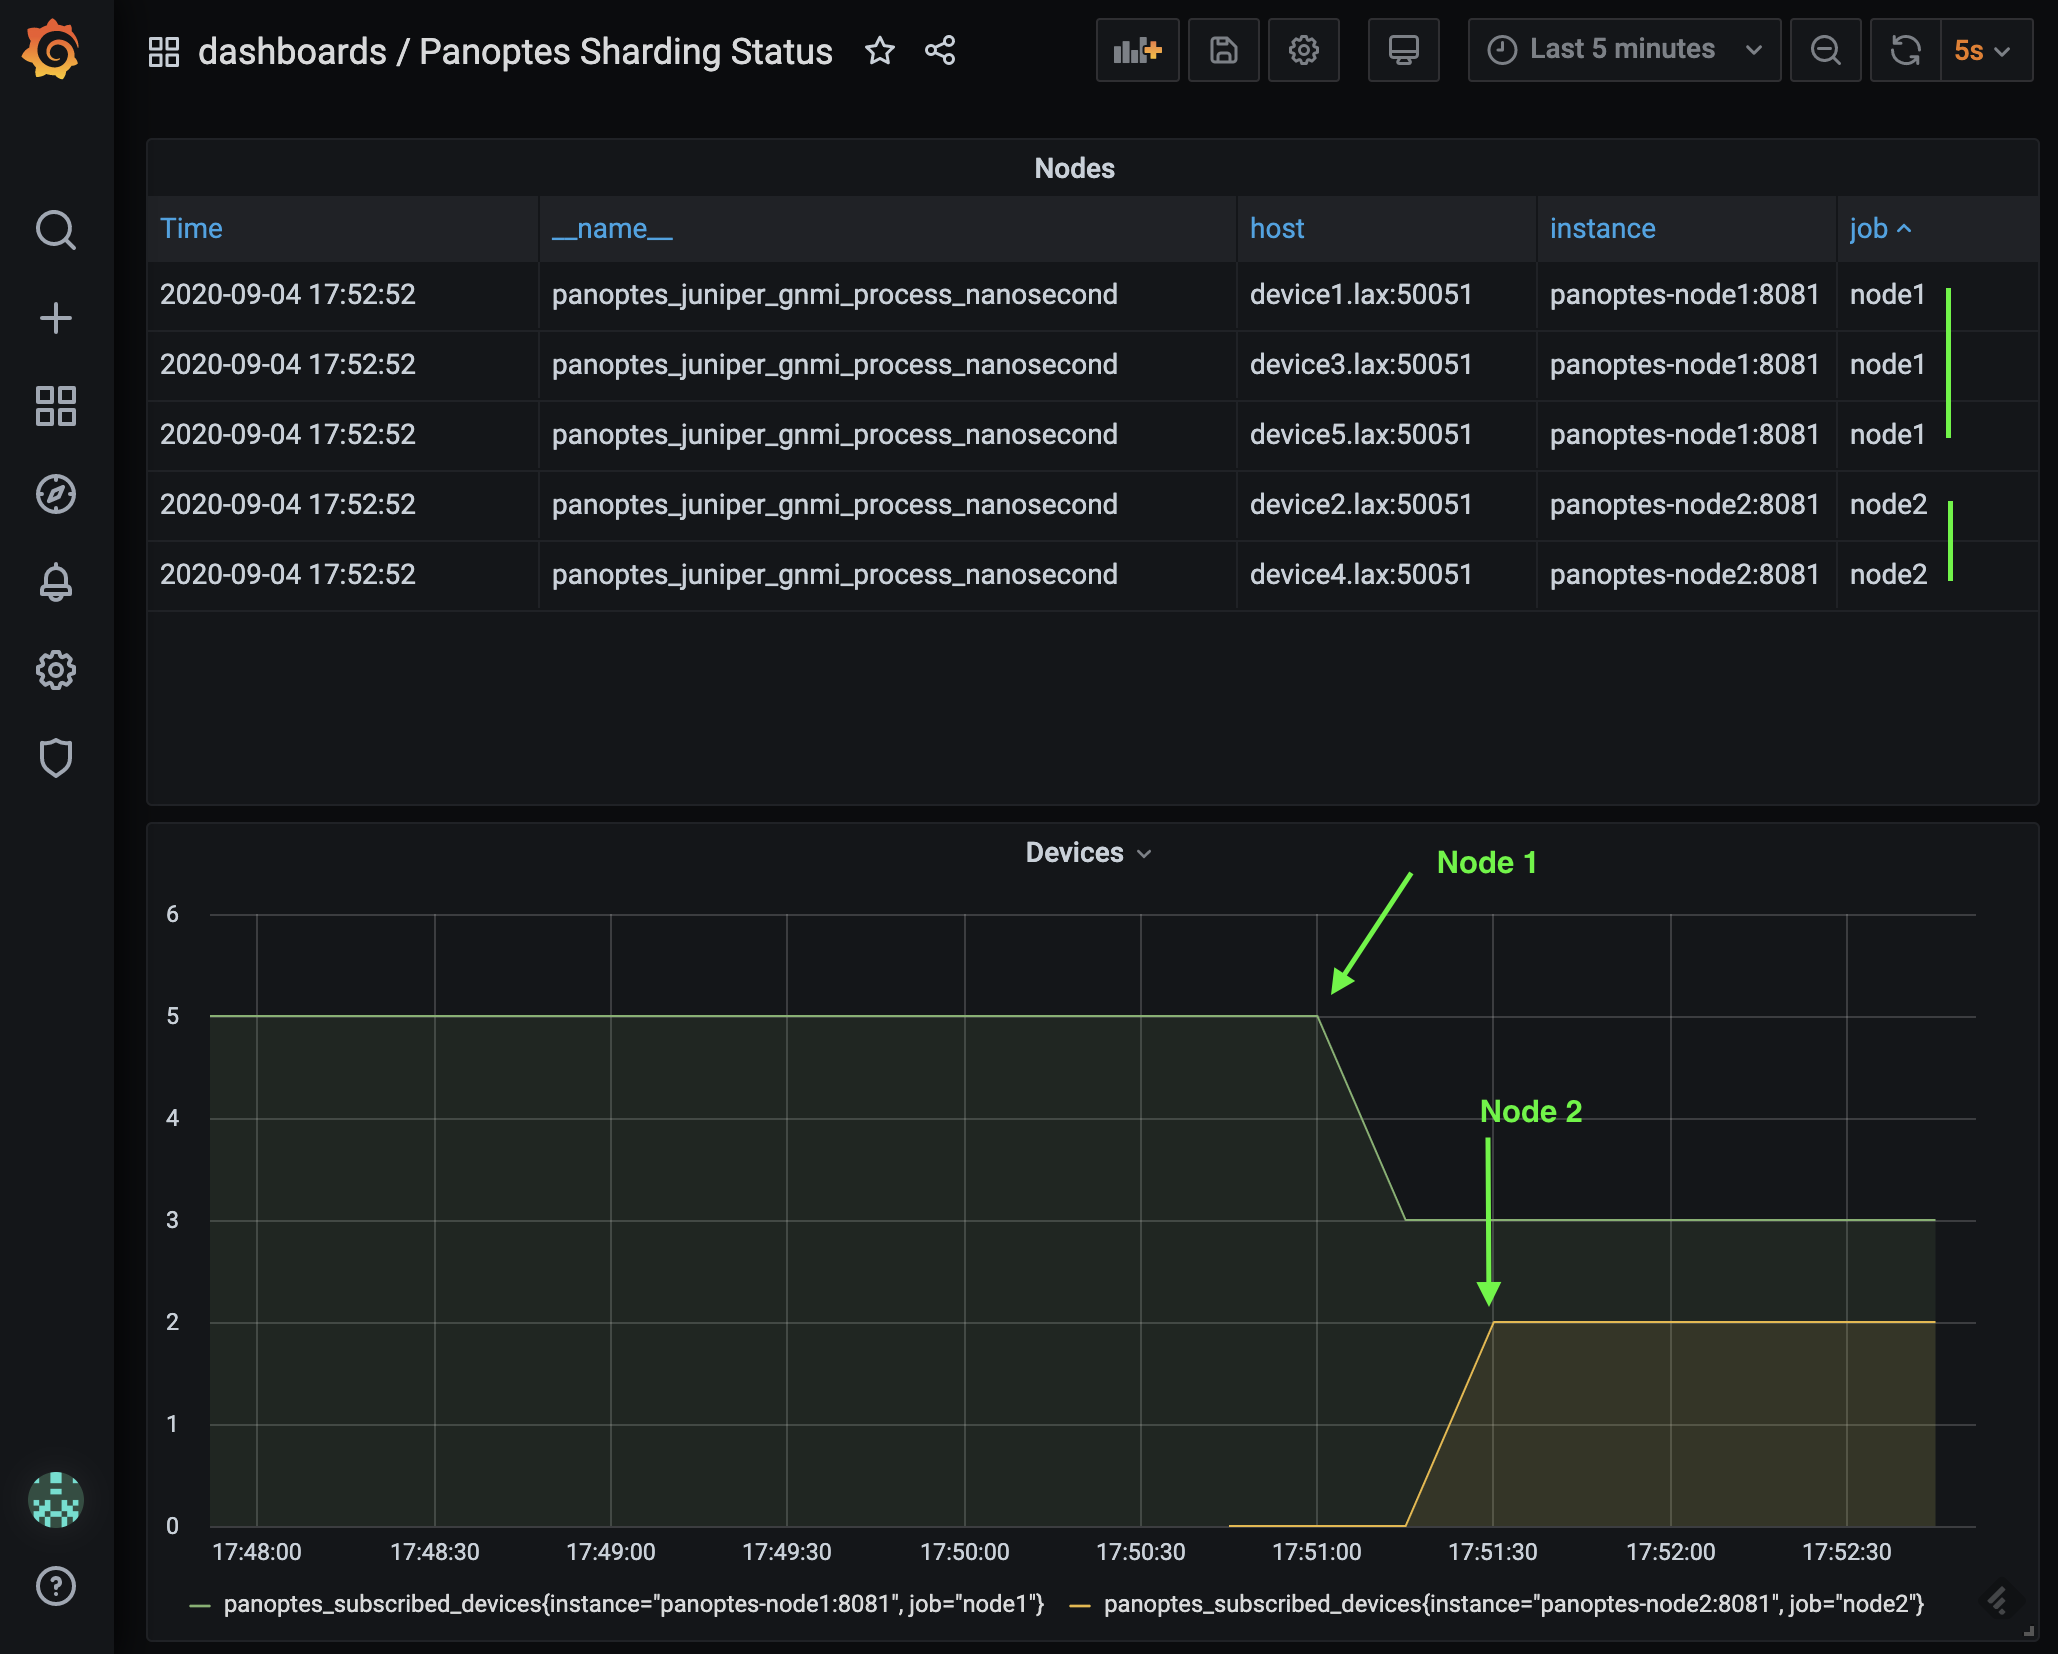 dashboards / Panoptes Sharding Status
Last 5 minutes
5s
Nodes
Time __name__ host instance job
2020-09-04 17:52:52 panoptes_juniper_gnmi_process_nanosecond device1.lax:50051 panoptes-node1:8081 node1
2020-09-04 17:52:52 panoptes_juniper_gnmi_process_nanosecond device3.lax:50051 panoptes-node1:8081 node1
2020-09-04 17:52:52 panoptes_juniper_gnmi_process_nanosecond device5.lax:50051 panoptes-node1:8081 node1
2020-09-04 17:52:52 panoptes_juniper_gnmi_process_nanosecond device2.lax:50051 panoptes-node2:8081 node2
2020-09-04 17:52:52 panoptes_juniper_gnmi_process_nanosecond device4.lax:50051 panoptes-node2:8081 node2
Devices
Node 1
6
5
4
Node 2
3
2
1
0
17:48:00 17:48:30 17:49:00 17:49:30 17:50:00 17:50:30 17:51:00 17:51:30 17:52:00 17:52:30
panoptes_subscribed_devices{instance="panoptes-node1:8081", job="node1"} panoptes_subscribed_devices{instance="panoptes-node2:8081", job="node2"}